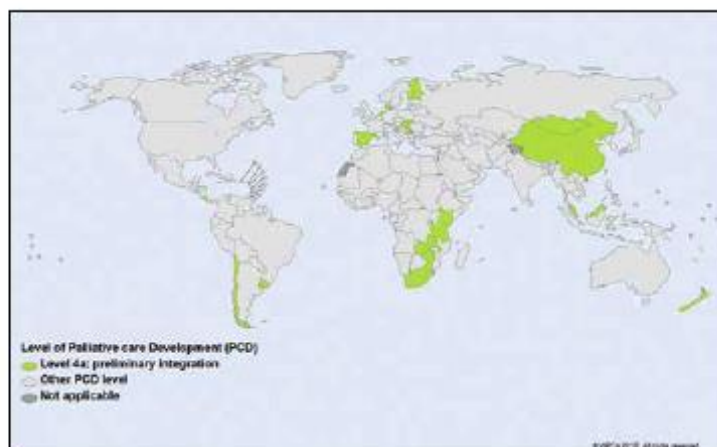 Level of Palliative care Development (PCD)
Level 4a: preliminary integration
Other PCD level
Not applicable